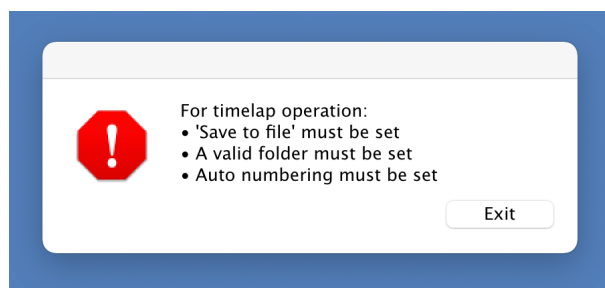 For timelap operation:
• 'Save to file' must be set
• A valid folder must be set
• Auto numbering must be set
Exit